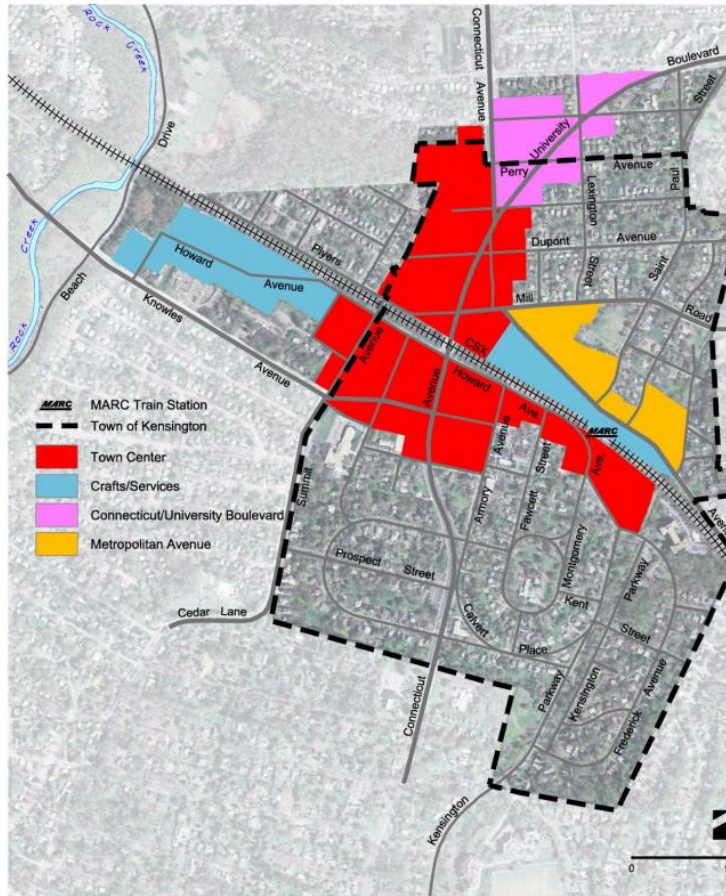 Rock
Creek
Creek
Rock
Drive
Beach
Connecticut
Avenue
Boulevard
Street
University
Perry
Avenue
Paul
Lexington
Street
Dupont
Avenue
Saint
Mill
Road
Plyers
Howard
Avenue
Knowles
Avenue
Avenue
Summit
CSX
Howard
Ave.
Avenue
Avenue
Armory
Street
Fawcett
Ave.
Montgomery
MARC
MARC MARC Train Station
Town of Kensington
Town Center
Crafts/Services
Connecticut/University Boulevard
Metropolitan Avenue
Prospect Street
Cedar Lane
Calvert
Place
Kent
Street
Parkway
Parkway
Kensington
Frederick
Avenue
Connecticut
Kensington
0